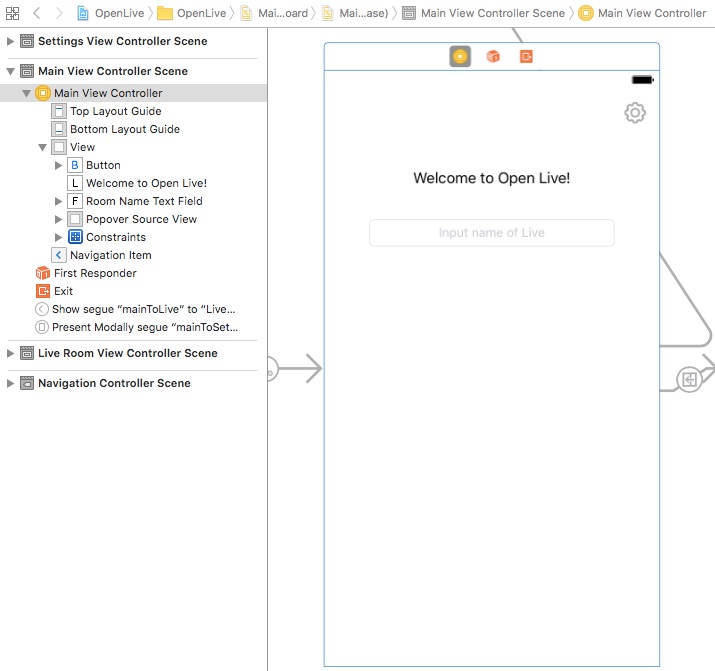 OpenLive OpenLive Mai...oard Mai...ase) Main View Controller Scene Main View Controller
Settings View Controller Scene
Main View Controller Scene
Main View Controller
Top Layout Guide
Bottom Layout Guide
View
B Button
L Welcome to Open Live!
F Room Name Text Field
Popover Source View
Constraints
Navigation Item
First Responder
Exit
Show segue “mainToLive” to “Live...
Present Modally segue “mainToSet...
Live Room View Controller Scene
Navigation Controller Scene
Welcome to Open Live!
Input name of Live